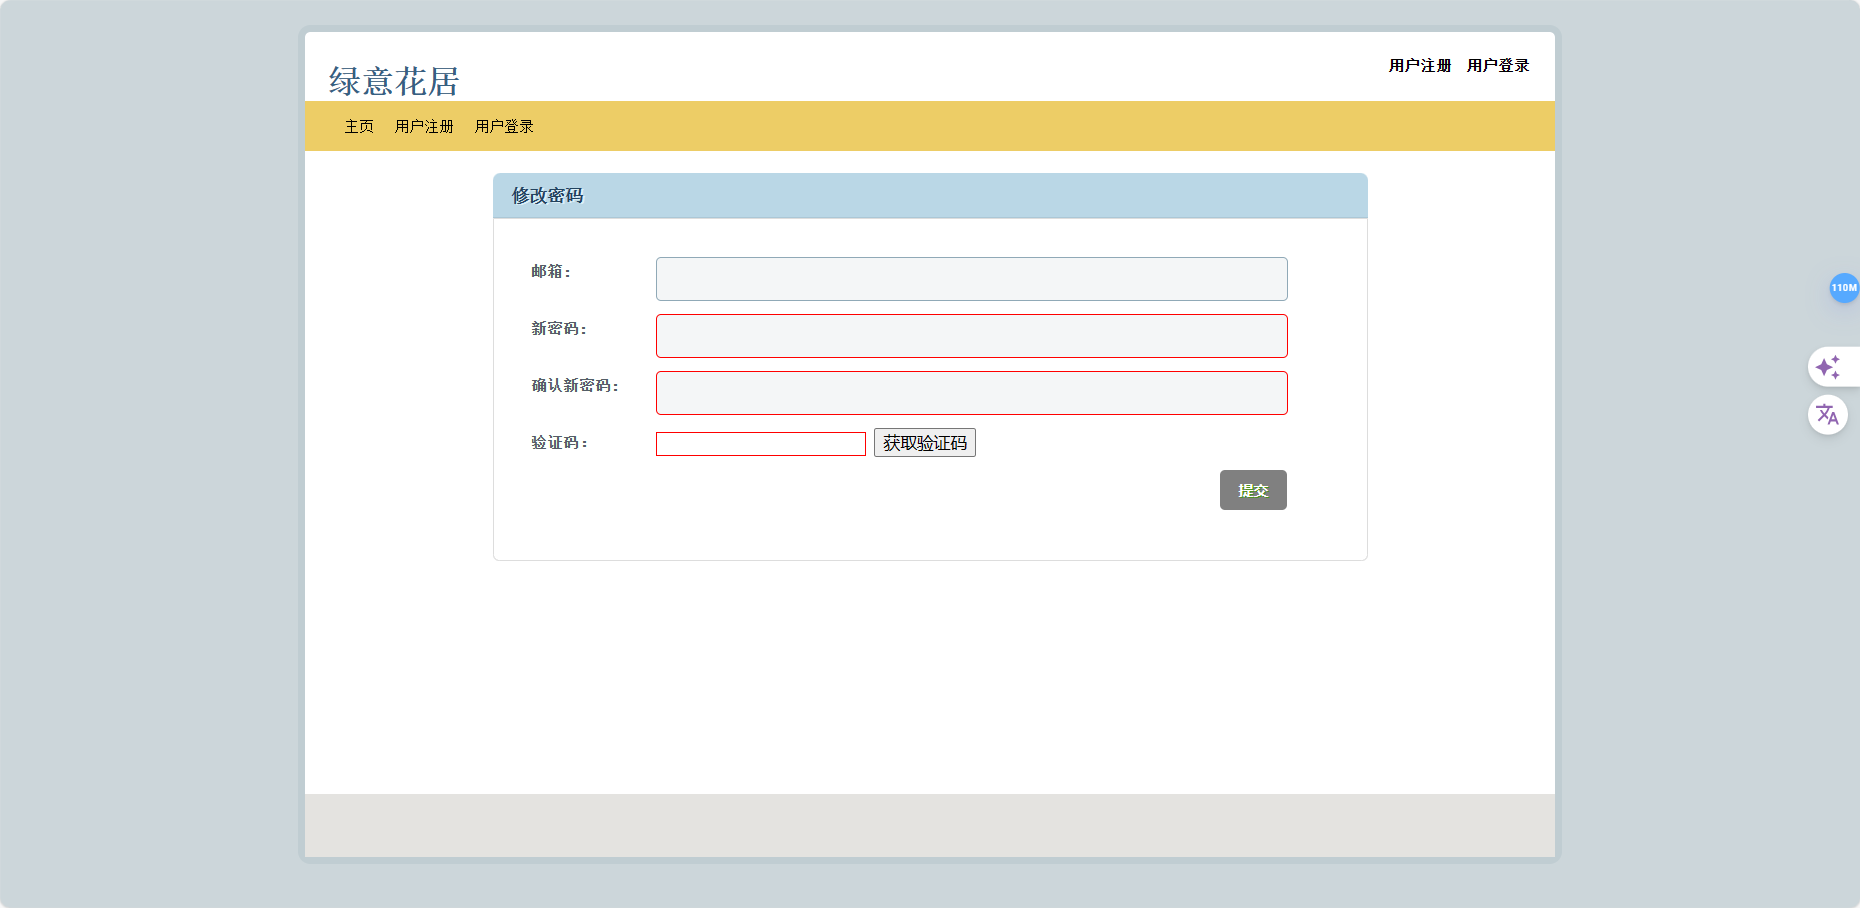 用户注册 用户登录
绿意花居
主页 用户注册 用户登录
修改密码
邮箱：
新密码：
确认新密码：
验证码： 获取验证码
提交
110M